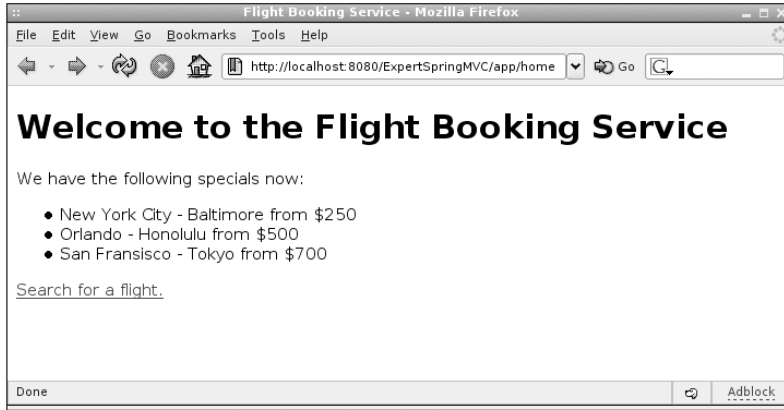 Flight Booking Service - Mozilla Firefox
File Edit View Go Bookmarks Tools Help
http://localhost:8080/ExpertSpringMVC/app/home Go G
Welcome to the Flight Booking Service
We have the following specials now:
• New York City - Baltimore from $250
• Orlando - Honolulu from $500
• San Fransisco - Tokyo from $700
Search for a flight.
Done Adblock